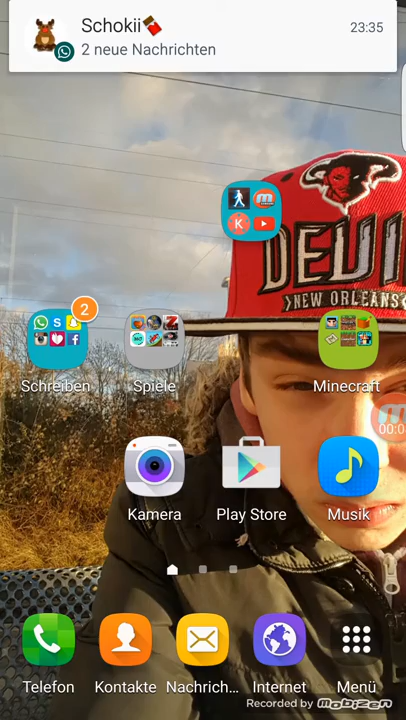 Schokii
23:35
2 neue Nachrichten
NEW ORLEANS
2
Schreiben
Spiele
Minecraft
Kamera
Play Store
Musik
Telefon
Kontakte
Nachrich...
Internet
Menü
Recorded by mobizen